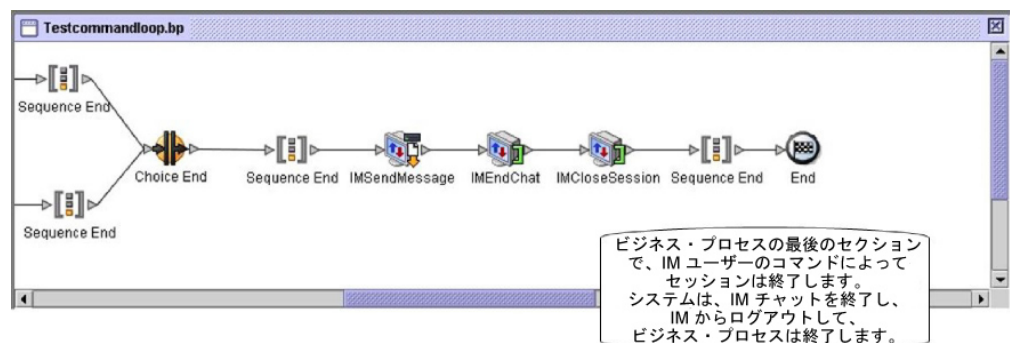 Testcommandloop.bp
Sequence End
Choice End
Sequence End
IMSendMessage
IMEndChat
IMCloseSession
Sequence End
End
Sequence End
ビジネス・プロセスの最後のセクション
で、IM ユーザーのコマンドによって
セッションは終了します。
システムは、IM チャットを終了し、
IM からログアウトして、
ビジネス・プロセスは終了します。